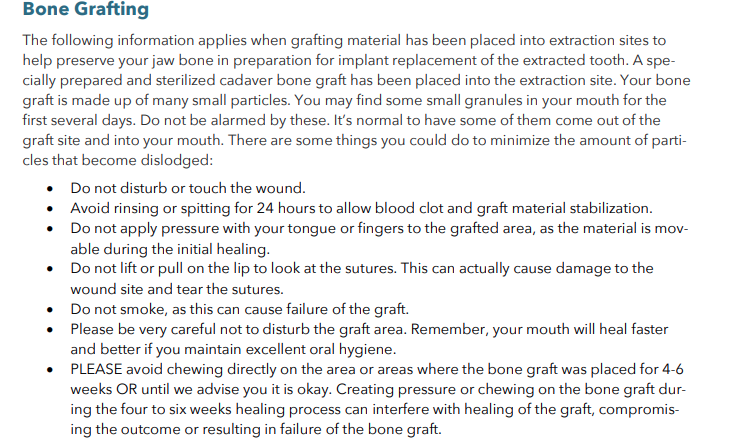 Bone Grafting
The following information applies when grafting material has been placed into extraction sites to
help preserve your jaw bone in preparation for implant replacement of the extracted tooth. A spe-
cially prepared and sterilized cadaver bone graft has been placed into the extraction site. Your bone
graft is made up of many small particles. You may find some small granules in your mouth for the
first several days. Do not be alarmed by these. It's normal to have some of them come out of the
graft site and into your mouth. There are some things you could do to minimize the amount of parti-
cles that become dislodged:
• Do not disturb or touch the wound.
• Avoid rinsing or spitting for 24 hours to allow blood clot and graft material stabilization.
• Do not apply pressure with your tongue or fingers to the grafted area, as the material is mov-
able during the initial healing.
• Do not lift or pull on the lip to look at the sutures. This can actually cause damage to the
wound site and tear the sutures.
• Do not smoke, as this can cause failure of the graft.
• Please be very careful not to disturb the graft area. Remember, your mouth will heal faster
and better if you maintain excellent oral hygiene.
• PLEASE avoid chewing directly on the area or areas where the bone graft was placed for 4-6
weeks OR until we advise you it is okay. Creating pressure or chewing on the bone graft dur-
ing the four to six weeks healing process can interfere with healing of the graft, compromis-
ing the outcome or resulting in failure of the bone graft.